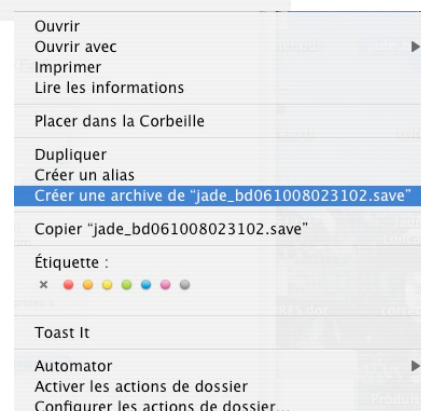 Ouvrir
Ouvrir avec
Imprimer
Lire les informations
Placer dans la Corbeille
Dupliquer
Créer un alias
Créer une archive de “jade_bd061008023102.save”
Copier “jade_bd061008023102.save”
Étiquette :
Toast It
Automator
Activer les actions de dossier
Configurer les actions de dossier...